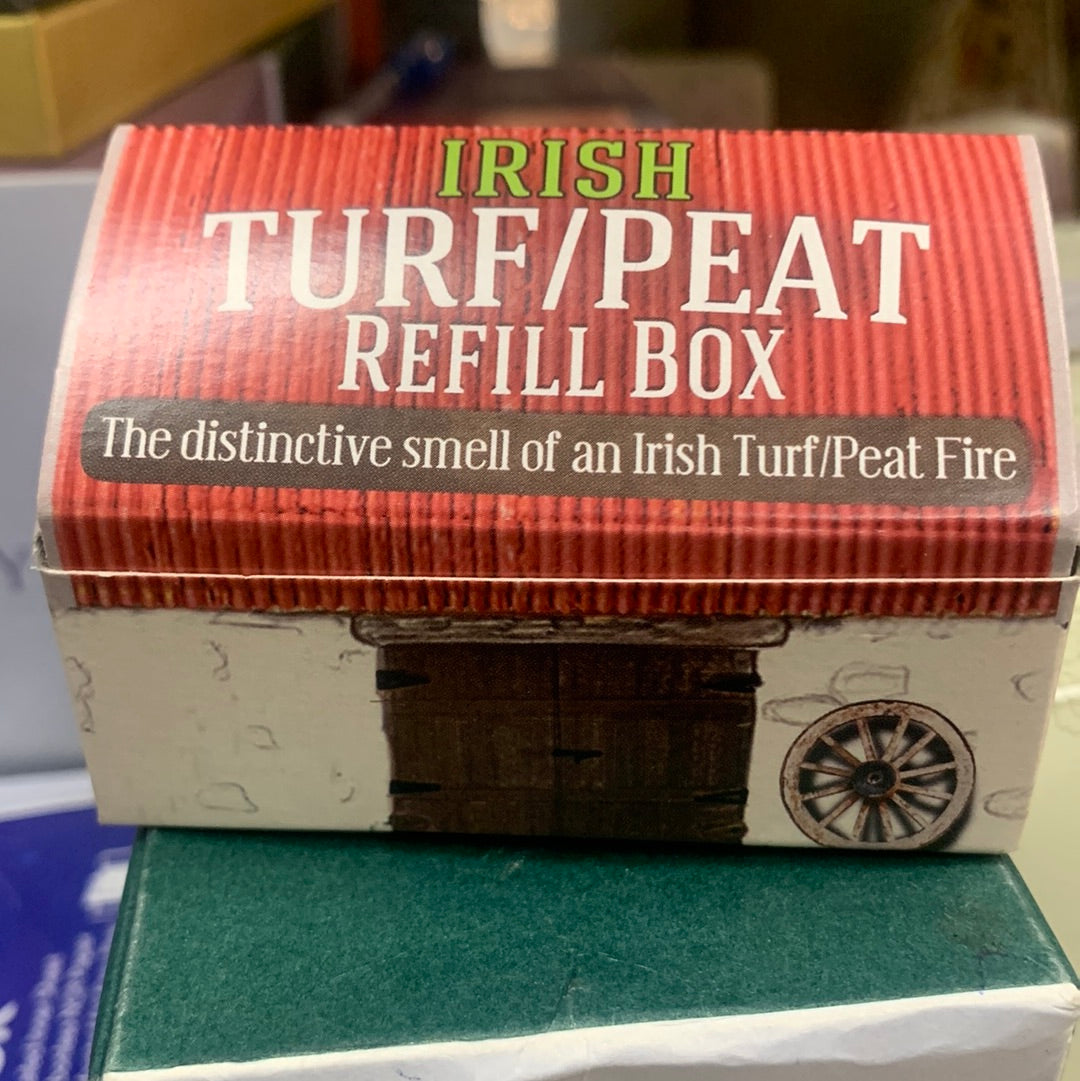 IRISH
TURF/PEAT
REFILL BOX
The distinctive smell of an Irish Turf/Peat Fire